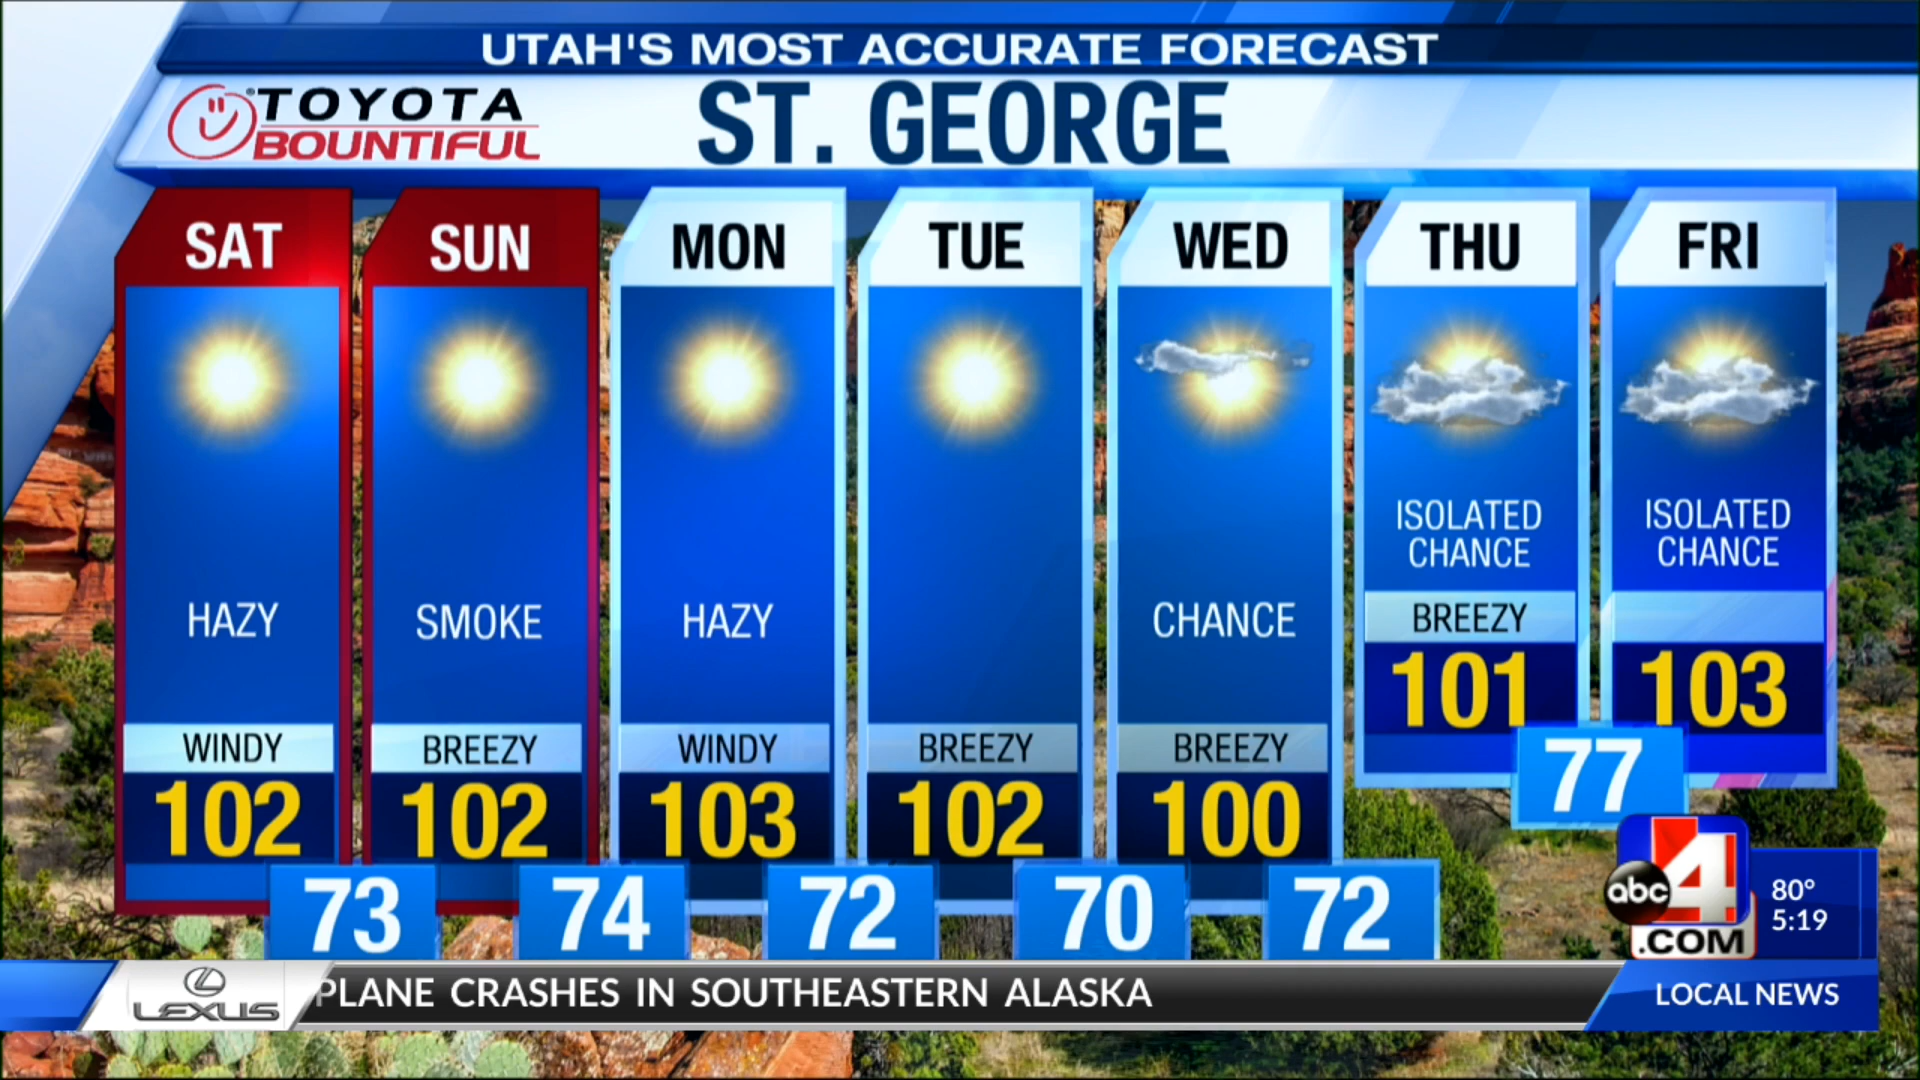 UTAH'S MOST ACCURATE FORECAST
TOYOTA
BOUNTIFUL
ST. GEORGE
SAT
HAZY
WINDY
102
73
SUN
SMOKE
BREEZY
102
74
MON
HAZY
WINDY
103
72
TUE
BREEZY
102
70
WED
CHANCE
BREEZY
100
72
THU
ISOLATED
CHANCE
BREEZY
101
77
FRI
ISOLATED
CHANCE
103
abc 4
.COM
80°
5:19
LEXUS
PLANE CRASHES IN SOUTHEASTERN ALASKA
LOCAL NEWS